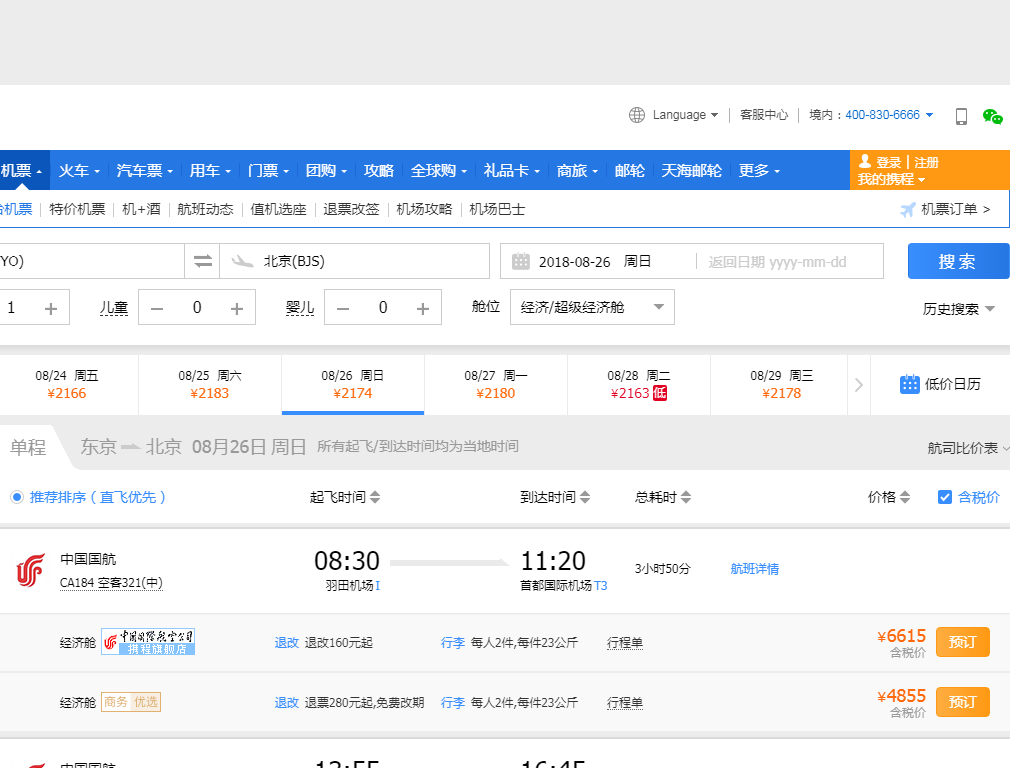 Language 客服中心 境内：400-830-6666
机票 火车 汽车票 用车 门票 团购 攻略 全球购 礼品卡 商旅 邮轮 天海邮轮 更多 登录 | 注册
我的携程
机票 特价机票 机+酒 航班动态 值机选座 退票改签 机场攻略 机场巴士 机票订单 >
YO) 北京(BJS) 2018-08-26 周日 返回日期 yyyy-mm-dd 搜索
1 + 儿童 — 0 + 婴儿 — 0 + 舱位 经济/超级经济舱 历史搜索
08/24 周五 08/25 周六 08/26 周日 08/27 周一 08/28 周二 08/29 周三 低价日历
¥2166 ¥2183 ¥2174 ¥2180 ¥2163 低 ¥2178
单程 东京 北京 08月26日 周日 所有起飞/到达时间均为当地时间 航司比价表
推荐排序（直飞优先） 起飞时间 到达时间 总耗时 价格 含税价
中国国航 08:30 11:20 3小时50分 航班详情
CA184 空客321(中) 羽田机场I 首都国际机场T3
经济舱 中国国际航空公司 携程旗舰店 退改 退改160元起 行李 每人2件,每件23公斤 行程单 ¥6615 预订
含税价
经济舱 商务 优选 退改 退票280元起,免费改期 行李 每人2件,每件23公斤 行程单 ¥4855 预订
含税价
中国国航 13:55 16:45